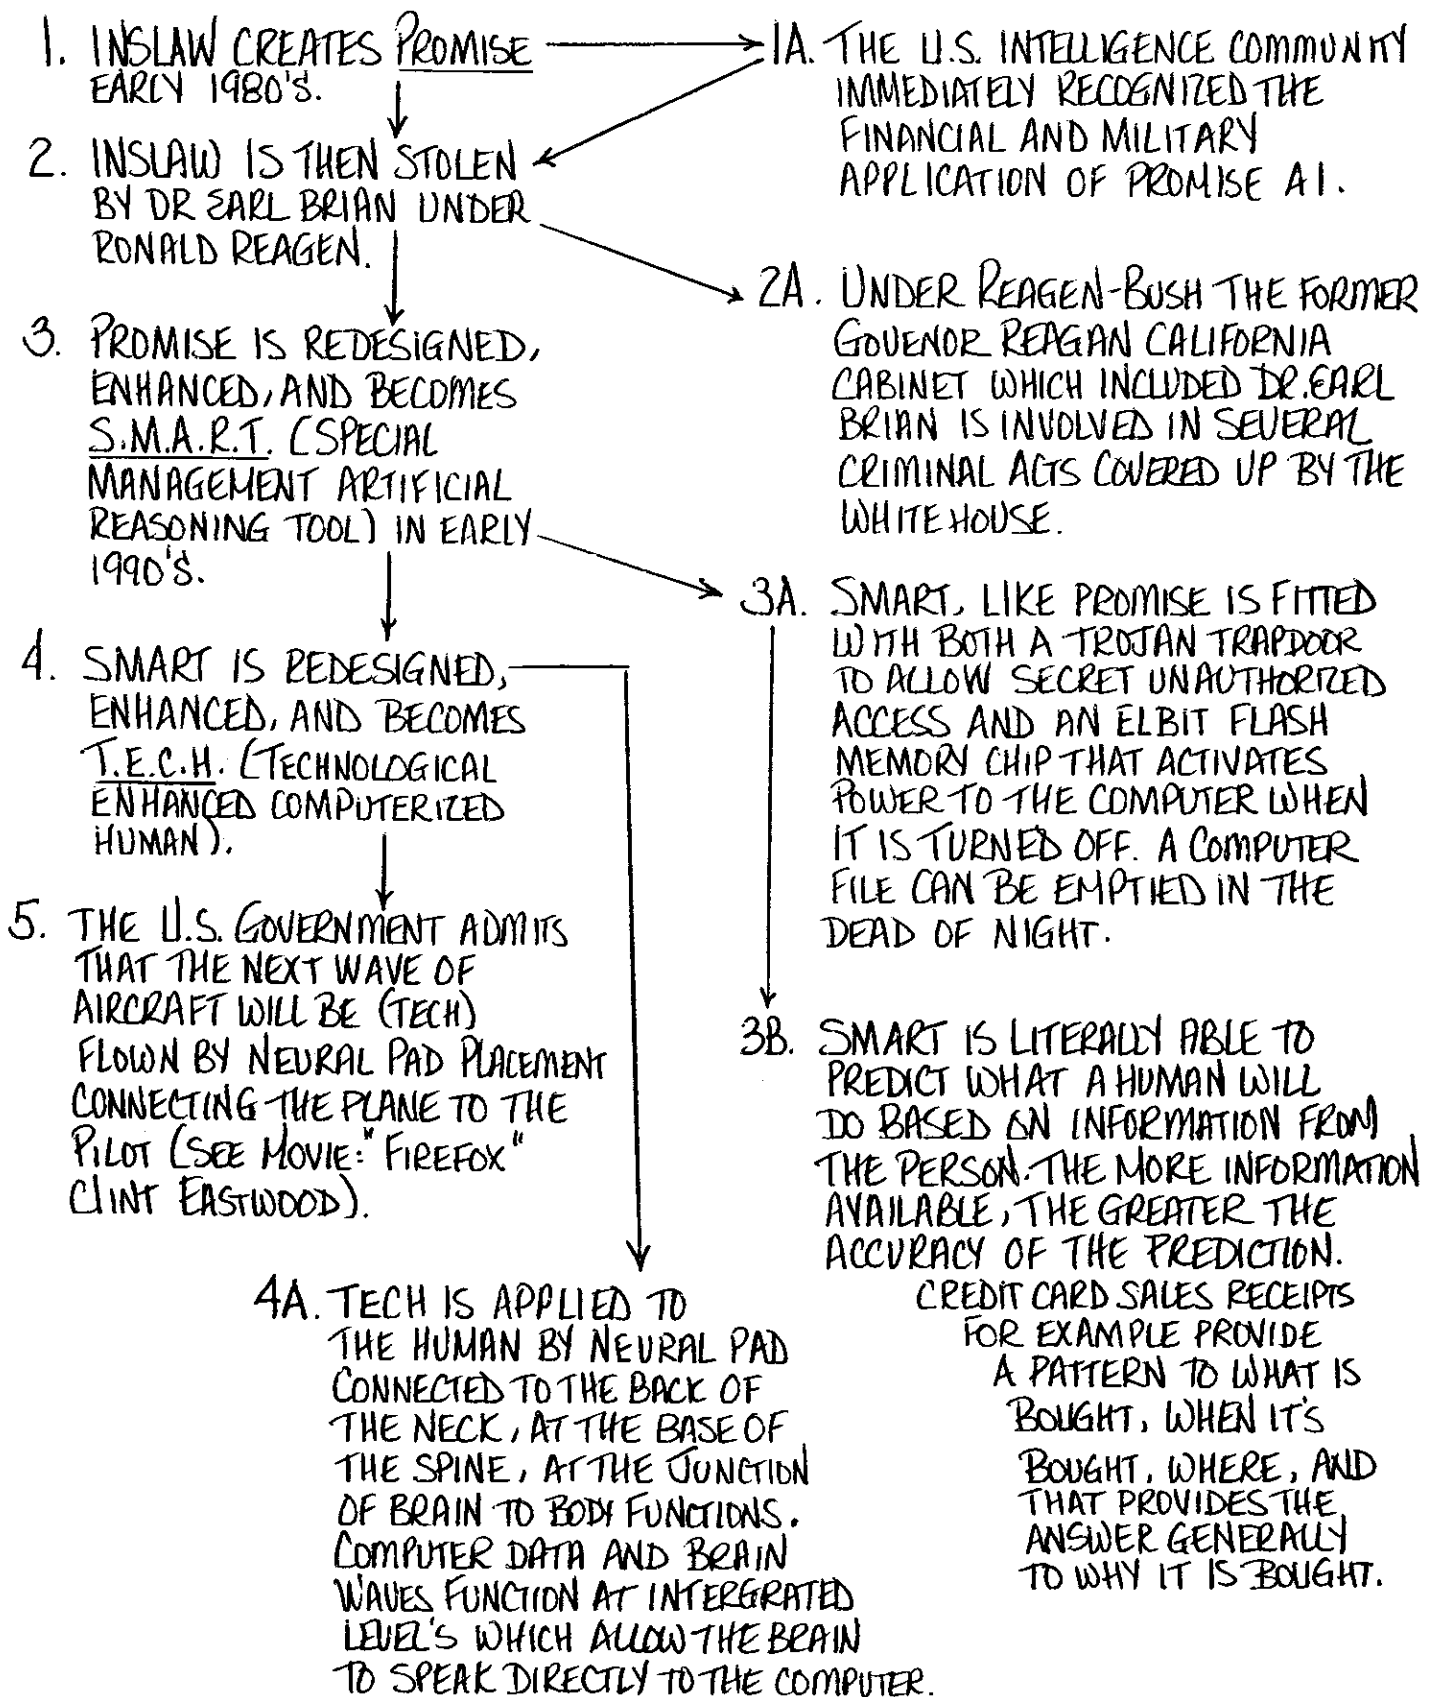 1. INSLAW CREATES PROMISE
EARLY 1980'S.
1A. THE U.S. INTELLIGENCE COMMUNITY
IMMEDIATELY RECOGNIZED THE
FINANCIAL AND MILITARY
APPLICATION OF PROMISE AI.
2. INSLAW IS THEN STOLEN
BY DR EARL BRIAN UNDER
RONALD REAGEN.
2A. UNDER REAGEN-BUSH THE FORMER
GOVENOR REAGAN CALIFORNIA
CABINET WHICH INCLUDED DR. EARL
BRIAN IS INVOLVED IN SEVERAL
CRIMINAL ACTS COVERED UP BY THE
WHITE HOUSE.
3. PROMISE IS REDESIGNED,
ENHANCED, AND BECOMES
S.M.A.R.T. (SPECIAL
MANAGEMENT ARTIFICIAL
REASONING TOOL) IN EARLY
1990'S.
3A. SMART, LIKE PROMISE IS FITTED
WITH BOTH A TROJAN TRAPDOOR
TO ALLOW SECRET UNAUTHORIZED
ACCESS AND AN ELBIT FLASH
MEMORY CHIP THAT ACTIVATES
POWER TO THE COMPUTER WHEN
IT IS TURNED OFF. A COMPUTER
FILE CAN BE EMPTIED IN THE
DEAD OF NIGHT.
4. SMART IS REDESIGNED,
ENHANCED, AND BECOMES
T.E.C.H. (TECHNOLOGICAL
ENHANCED COMPUTERIZED
HUMAN).
5. THE U.S. GOVERNMENT ADMITS
THAT THE NEXT WAVE OF
AIRCRAFT WILL BE (TECH)
FLOWN BY NEURAL PAD PLACEMENT
CONNECTING THE PLANE TO THE
PILOT (SEE MOVIE: "FIREFOX"
CLINT EASTWOOD).
3B. SMART IS LITERALLY ABLE TO
PREDICT WHAT A HUMAN WILL
DO BASED ON INFORMATION FROM
THE PERSON. THE MORE INFORMATION
AVAILABLE, THE GREATER THE
ACCURACY OF THE PREDICTION.
CREDIT CARD SALES RECEIPTS
FOR EXAMPLE PROVIDE
A PATTERN TO WHAT IS
BOUGHT, WHEN IT'S
BOUGHT, WHERE, AND
THAT PROVIDES THE
ANSWER GENERALLY
TO WHY IT IS BOUGHT.
4A. TECH IS APPLIED TO
THE HUMAN BY NEURAL PAD
CONNECTED TO THE BACK OF
THE NECK, AT THE BASE OF
THE SPINE, AT THE JUNCTION
OF BRAIN TO BODY FUNCTIONS.
COMPUTER DATA AND BRAIN
WAVES FUNCTION AT INTERGRATED
LEVEL'S WHICH ALLOW THE BRAIN
TO SPEAK DIRECTLY TO THE COMPUTER.